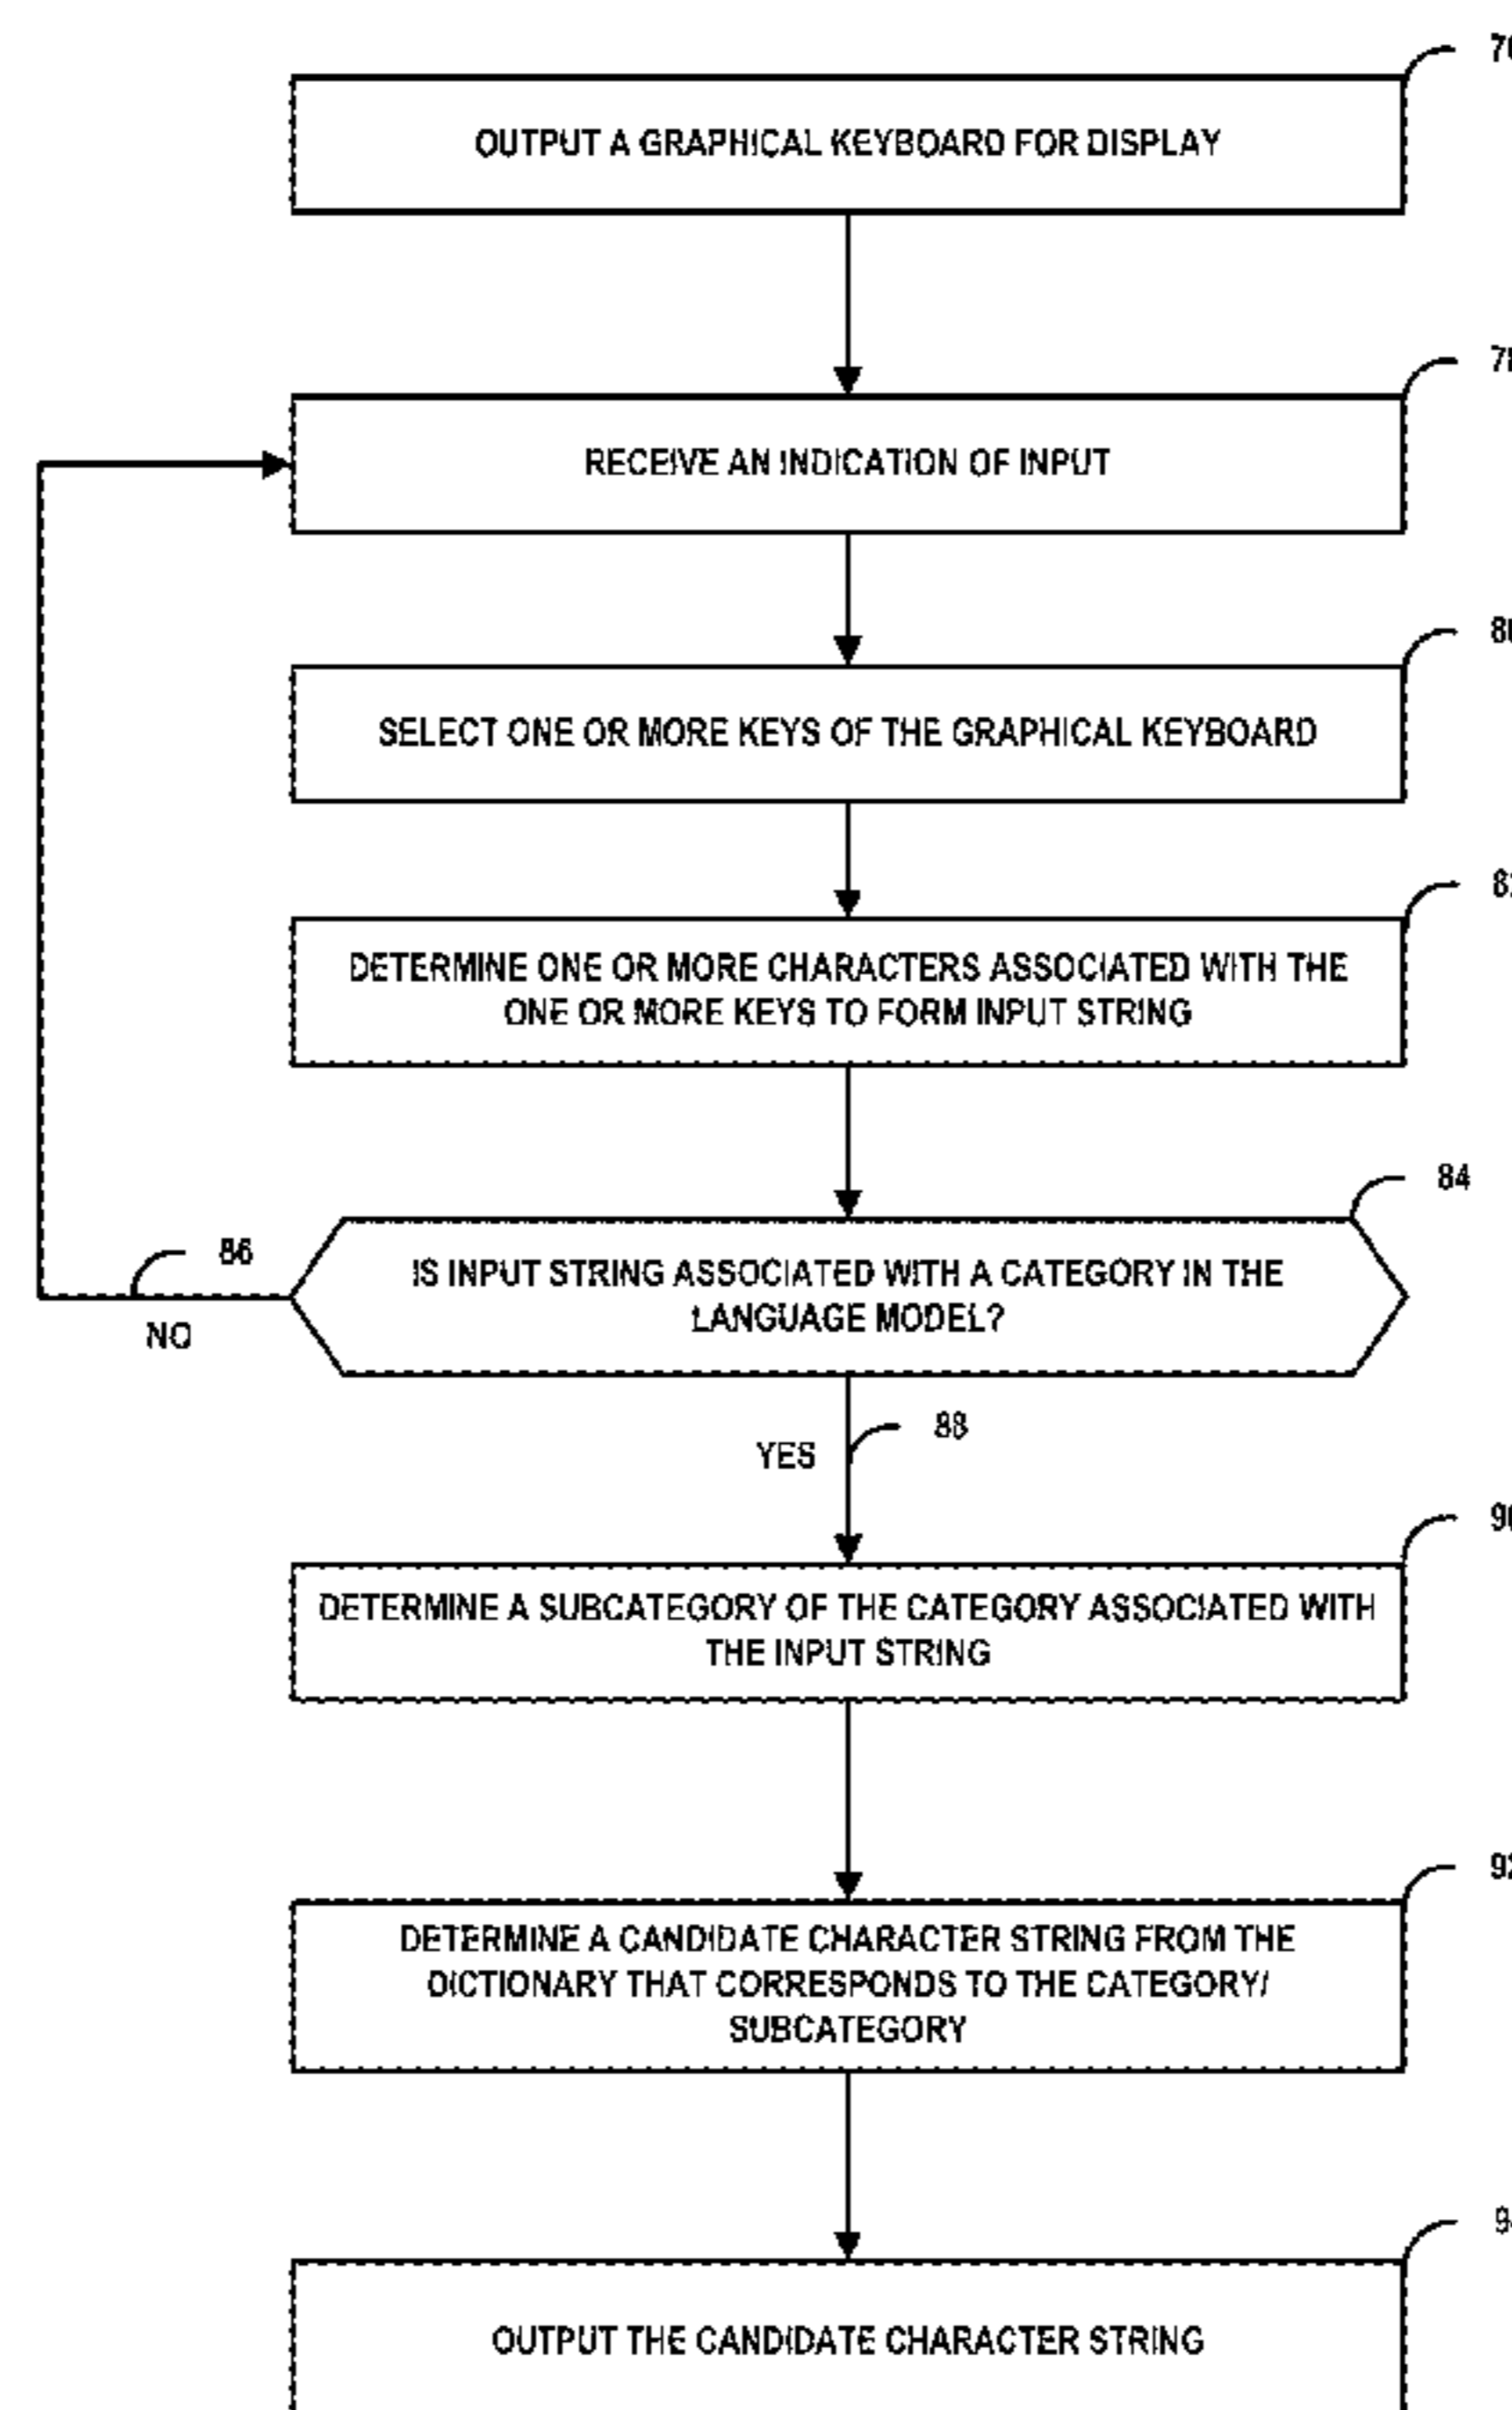 OUTPUT A GRAPHICAL KEYBOARD FOR DISPLAY
RECEIVE AN INDICATION OF INPUT
SELECT ONE OR MORE KEYS OF THE GRAPHICAL KEYBOARD
DETERMINE ONE OR MORE CHARACTERS ASSOCIATED WITH THE
ONE OR MORE KEYS TO FORM INPUT STRING
84
86
IS INPUT STRING ASSOCIATED WITH A CATEGORY IN THE
LANGUAGE MODEL?
NO
88
YES
DETERMINE A SUBCATEGORY OF THE CATEGORY ASSOCIATED WITH
THE INPUT STRING
DETERMINE A CANDIDATE CHARACTER STRING FROM THE
DICTIONARY THAT CORRESPONDS TO THE CATEGORY/
SUBCATEGORY
OUTPUT THE CANDIDATE CHARACTER STRING